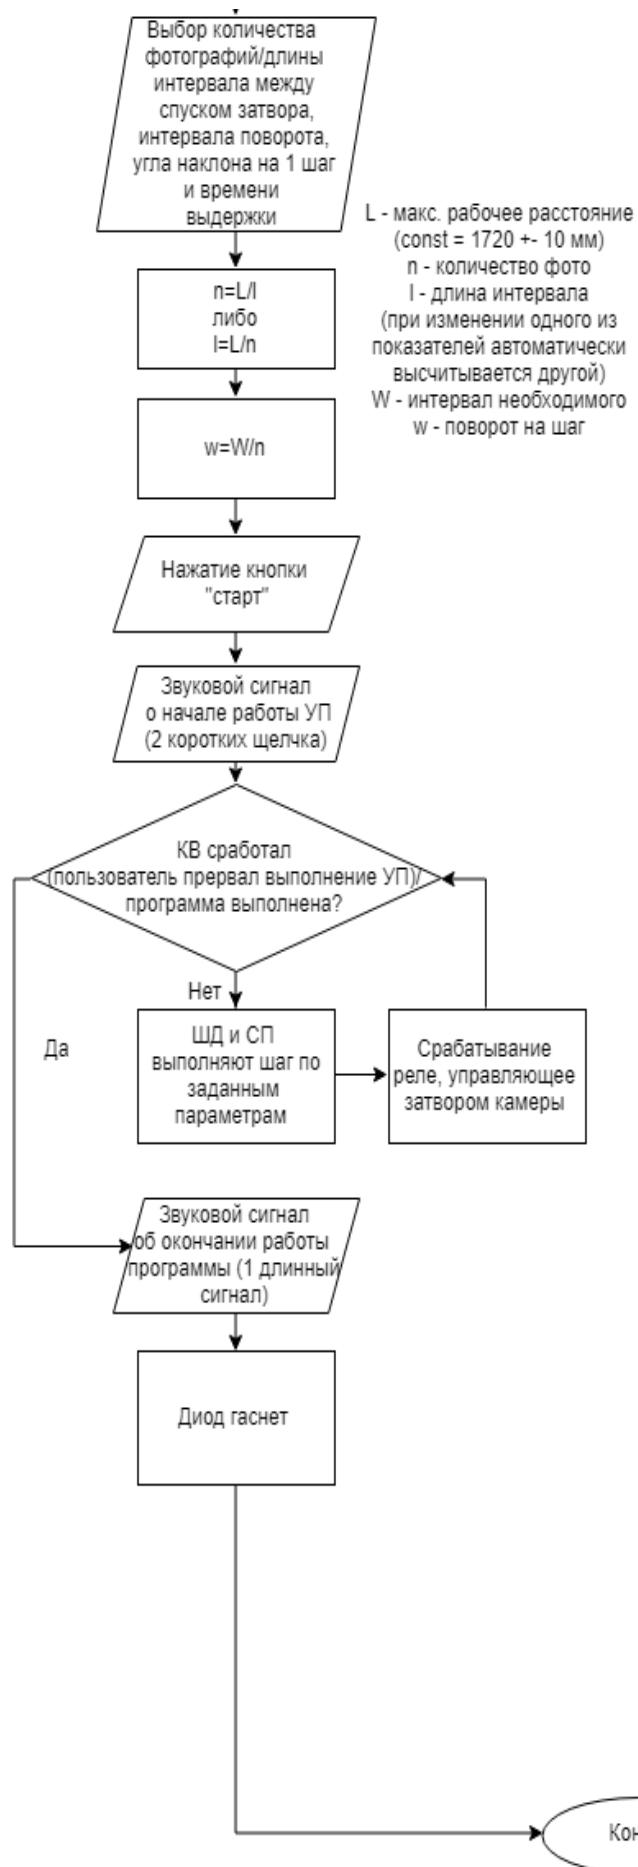 Выбор количества
фотографий/длины
интервала между
спуском затвора,
интервала поворота,
угла наклона на 1 шаг
и времени
выдержки
L - макс. рабочее расстояние
(const = 1720 +- 10 мм)
n - количество фото
l - длина интервала
(при изменении одного из
показателей автоматически
высчитывается другой)
W - интервал необходимого
w - поворот на шаг
n=L/l
либо
l=L/n
w=W/n
Нажатие кнопки
"старт"
Звуковой сигнал
о начале работы УП
(2 коротких щелчка)
КВ сработал
(пользователь прервал выполнение УП)/
программа выполнена?
Нет
Да
ШД и СП
выполняют шаг по
заданным
параметрам
Срабатывание
реле, управляющее
затвором камеры
Звуковой сигнал
об окончании работы
программы (1 длинный
сигнал)
Диод гаснет
Кон